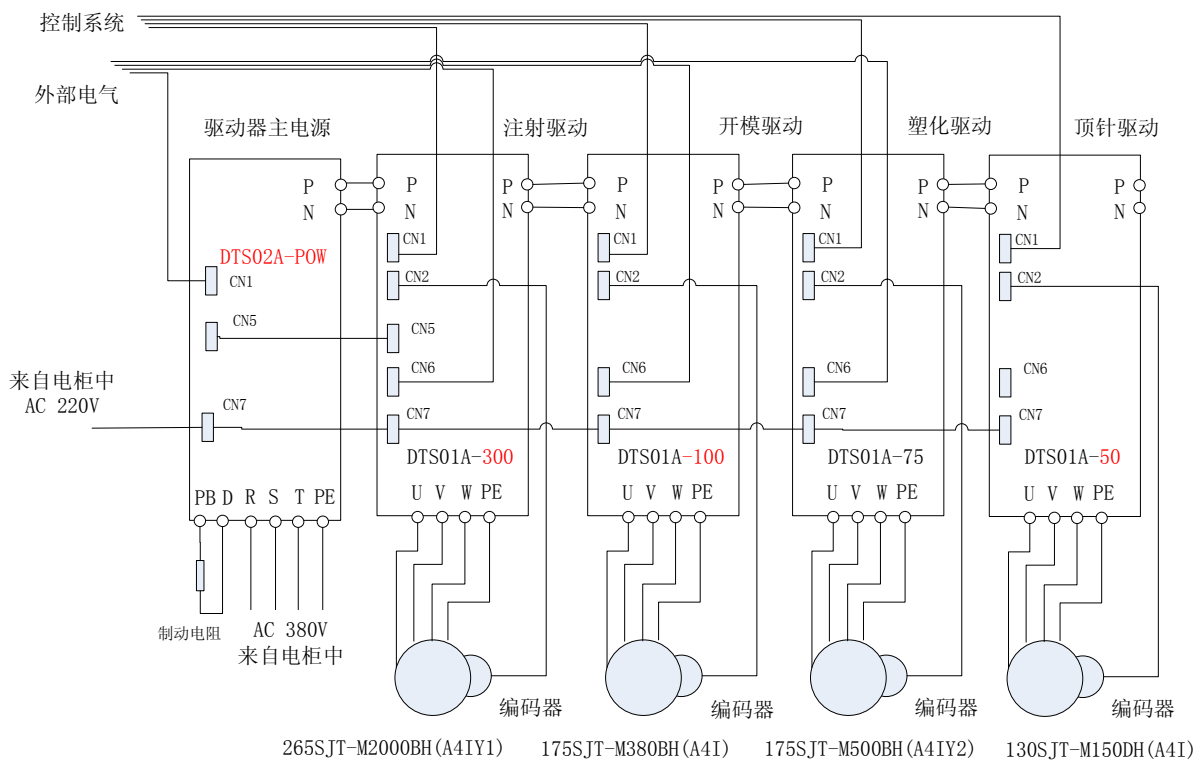 控制系统
外部电气
驱动器主电源
注射驱动
开模驱动
塑化驱动
顶针驱动
P
N
DTS02A-POW
CN1
CN5
CN7
来自电柜中
AC 220V
PB D R S T PE
制动电阻
AC 380V
来自电柜中
P P
N N
CN1
CN2
CN5
CN6
CN7
DTS01A-300
U V W PE
编码器
265SJT-M2000BH(A4IY1)
P P
N N
CN1
CN2
CN6
CN7
DTS01A-100
U V W PE
编码器
175SJT-M380BH(A4I)
P P
N N
CN1
CN2
CN6
CN7
DTS01A-75
U V W PE
编码器
175SJT-M500BH(A4IY2)
P P
N N
CN1
CN2
CN6
CN7
DTS01A-50
U V W PE
编码器
130SJT-M150DH(A4I)